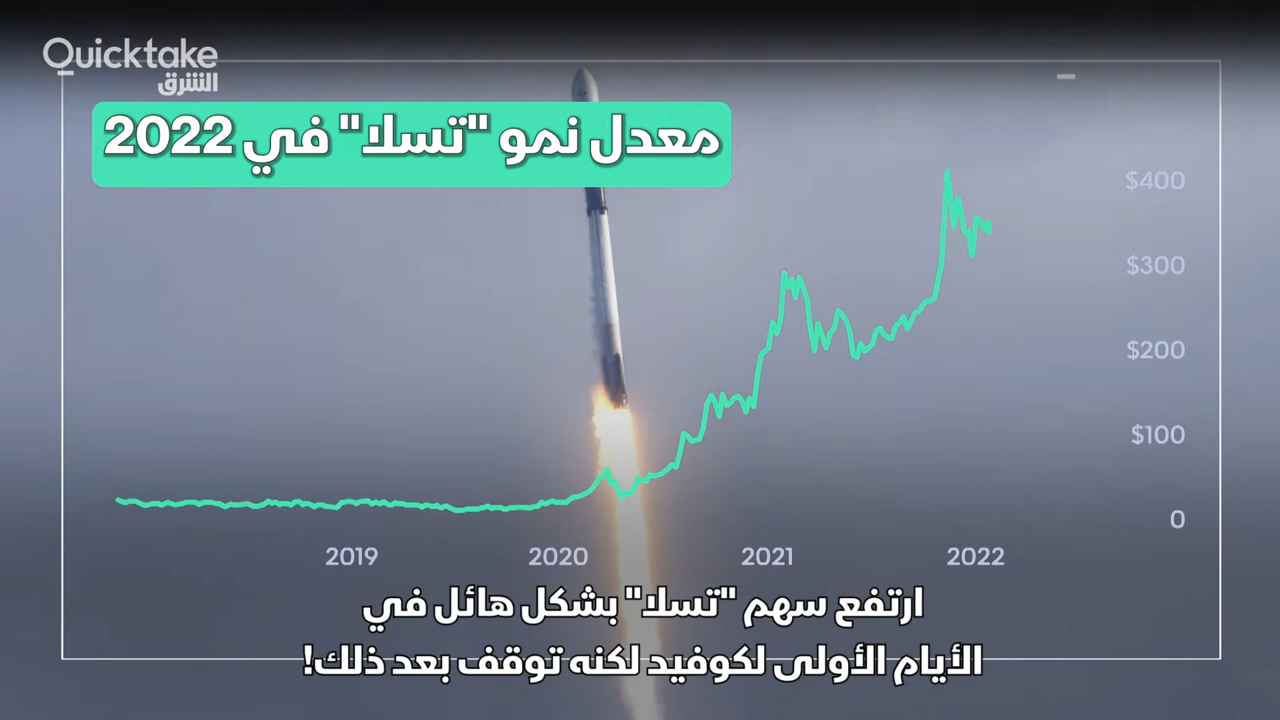 Quicktake
الشرق
معدل نمو "تسلا" في 2022
$400
$300
$200
$100
0
2019 2020 2021 2022
ارتفع سهم "تسلا" بشكل هائل في
الأيام الأولى لكوفيد لكنه توقف بعد ذلك!